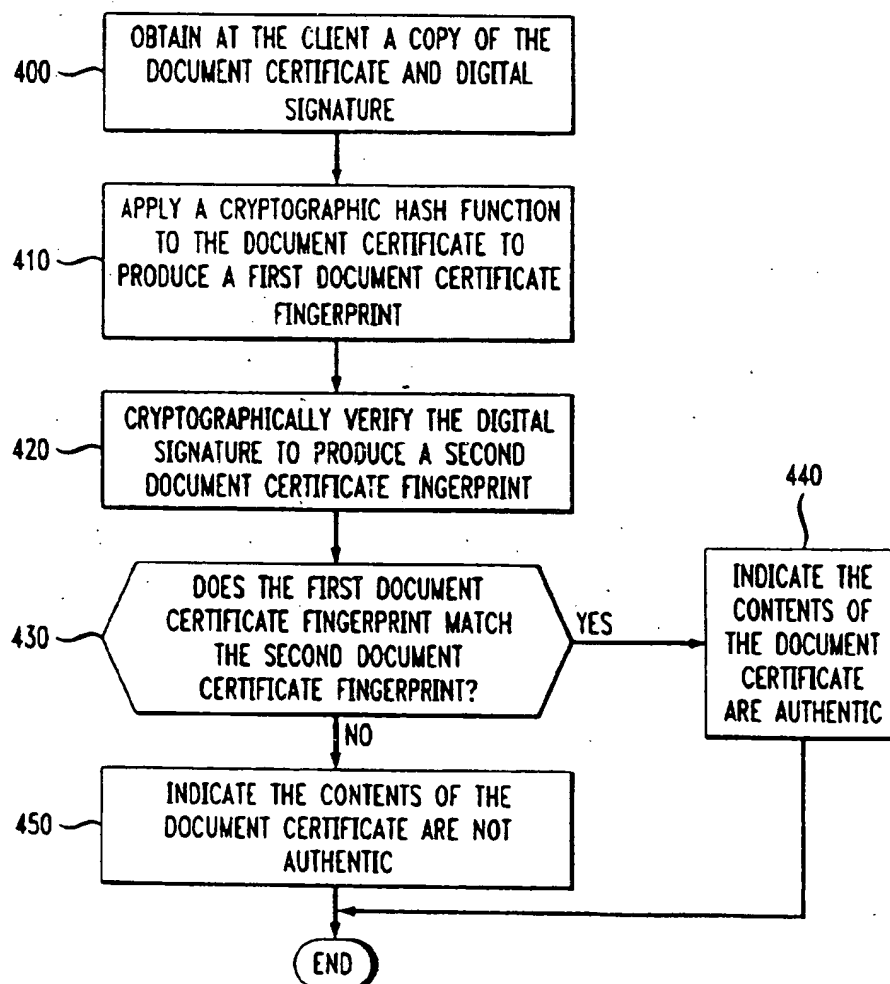 OBTAIN AT THE CLIENT A COPY OF THE
DOCUMENT CERTIFICATE AND DIGITAL
SIGNATURE
400
APPLY A CRYPTOGRAPHIC HASH FUNCTION
TO THE DOCUMENT CERTIFICATE TO
PRODUCE A FIRST DOCUMENT CERTIFICATE
FINGERPRINT
410
CRYPTOGRAPHICALLY VERIFY THE DIGITAL
SIGNATURE TO PRODUCE A SECOND
DOCUMENT CERTIFICATE FINGERPRINT
420
DOES THE FIRST DOCUMENT
CERTIFICATE FINGERPRINT MATCH
THE SECOND DOCUMENT
CERTIFICATE FINGERPRINT?
430
YES
440
INDICATE THE
CONTENTS OF
THE DOCUMENT
CERTIFICATE
ARE AUTHENTIC
NO
INDICATE THE CONTENTS OF THE
DOCUMENT CERTIFICATE ARE NOT
AUTHENTIC
450
END